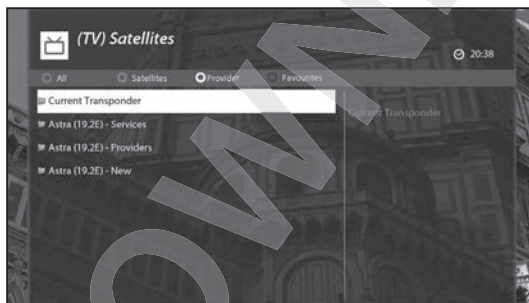 (TV) Satellites
20:38
All Satellites Provider Favourites
Current Transponder
Current Transponder
Astra (19.2E) - Services
Astra (19.2E) - Providers
Astra (19.2E) - New